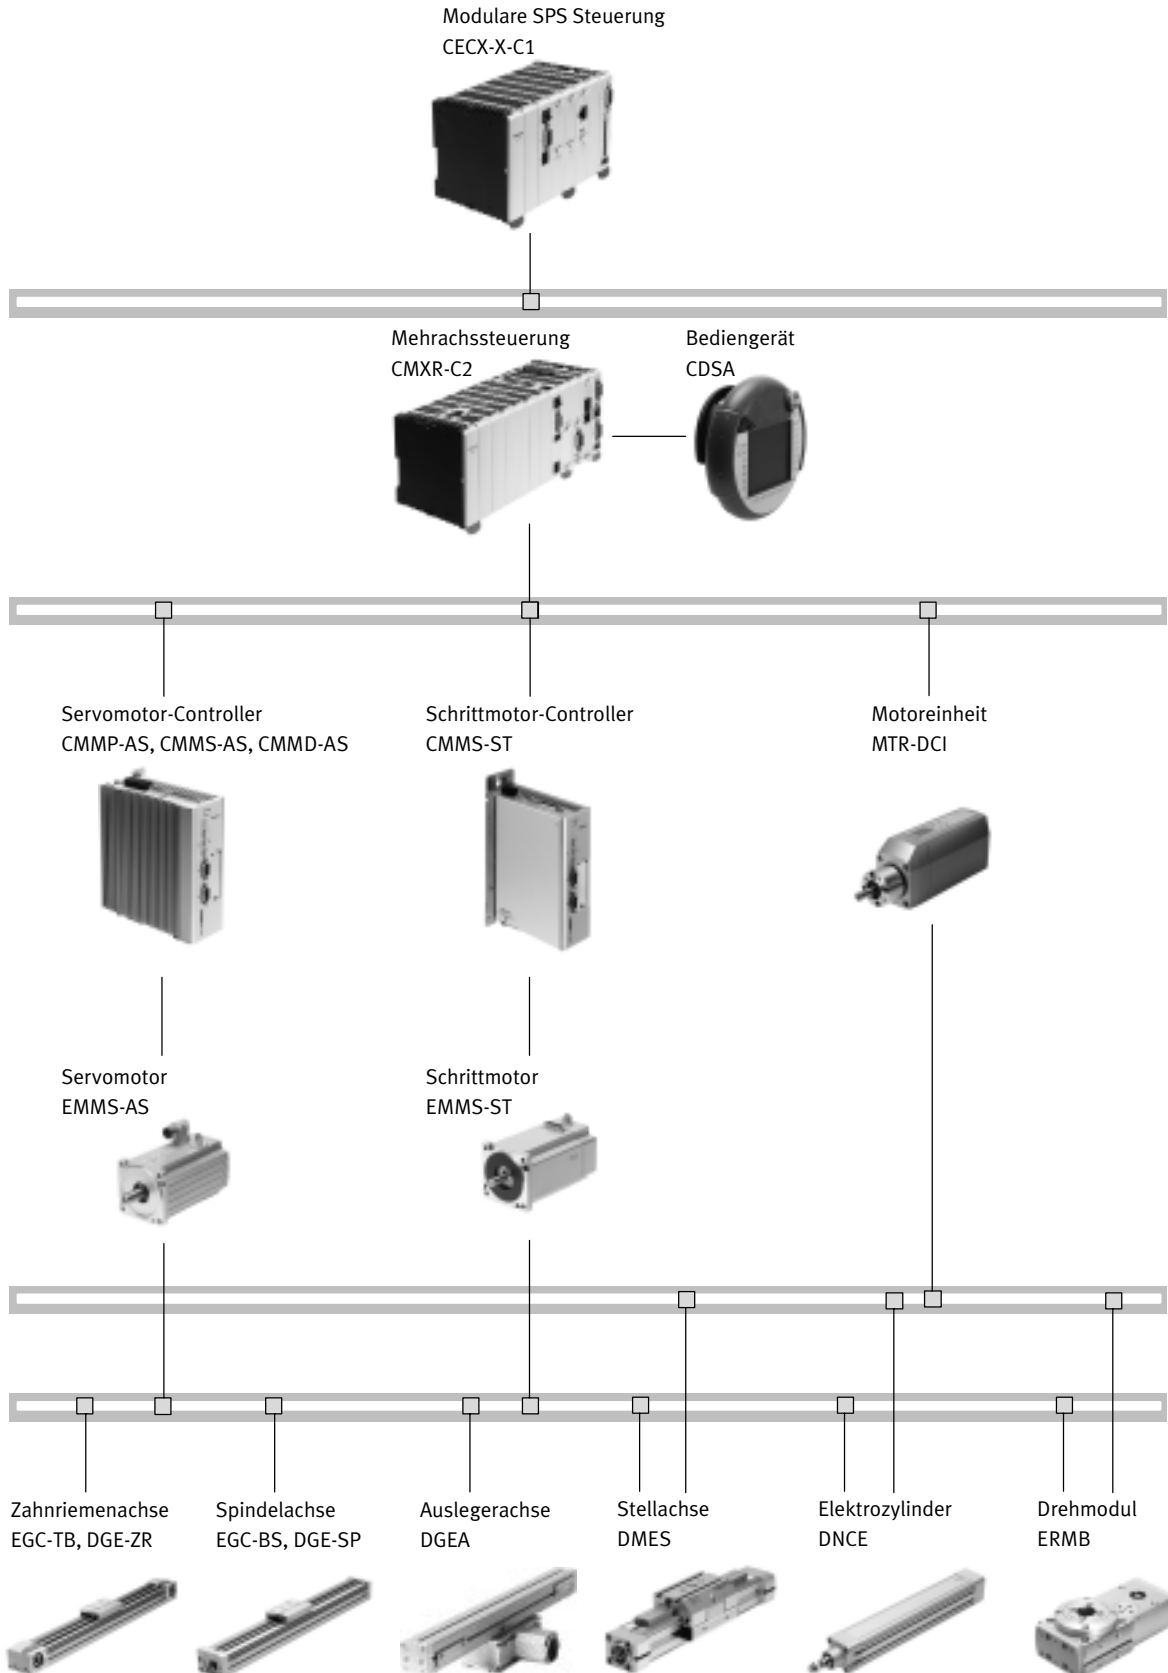 Modulare SPS Steuerung
CECX-X-C1
Mehrachssteuerung
CMXR-C2
Bediengerät
CDSA
Servomotor-Controller
CMMP-AS, CMMS-AS, CMMD-AS
Schrittmotor-Controller
CMMS-ST
Motoreinheit
MTR-DCI
Servomotor
EMMS-AS
Schrittmotor
EMMS-ST
Zahnriemenachse
EGC-TB, DGE-ZR
Spindelachse
EGC-BS, DGE-SP
Auslegerachse
DGEA
Stellachse
DMES
Elektrozylinder
DNCE
Drehmodul
ERMB